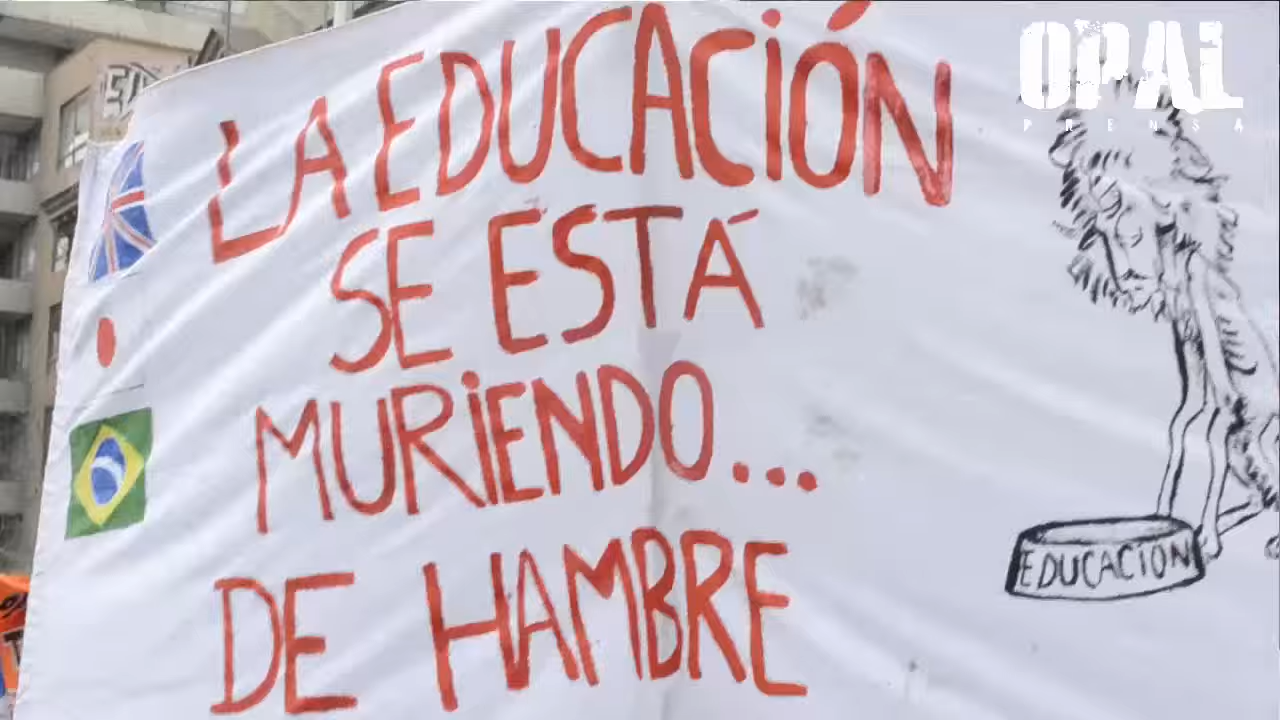 LA EDUCACIÓN
SE ESTÁ
MURIENDO...
DE HAMBRE
EDUCACIÓN
OPAL
PRENSA